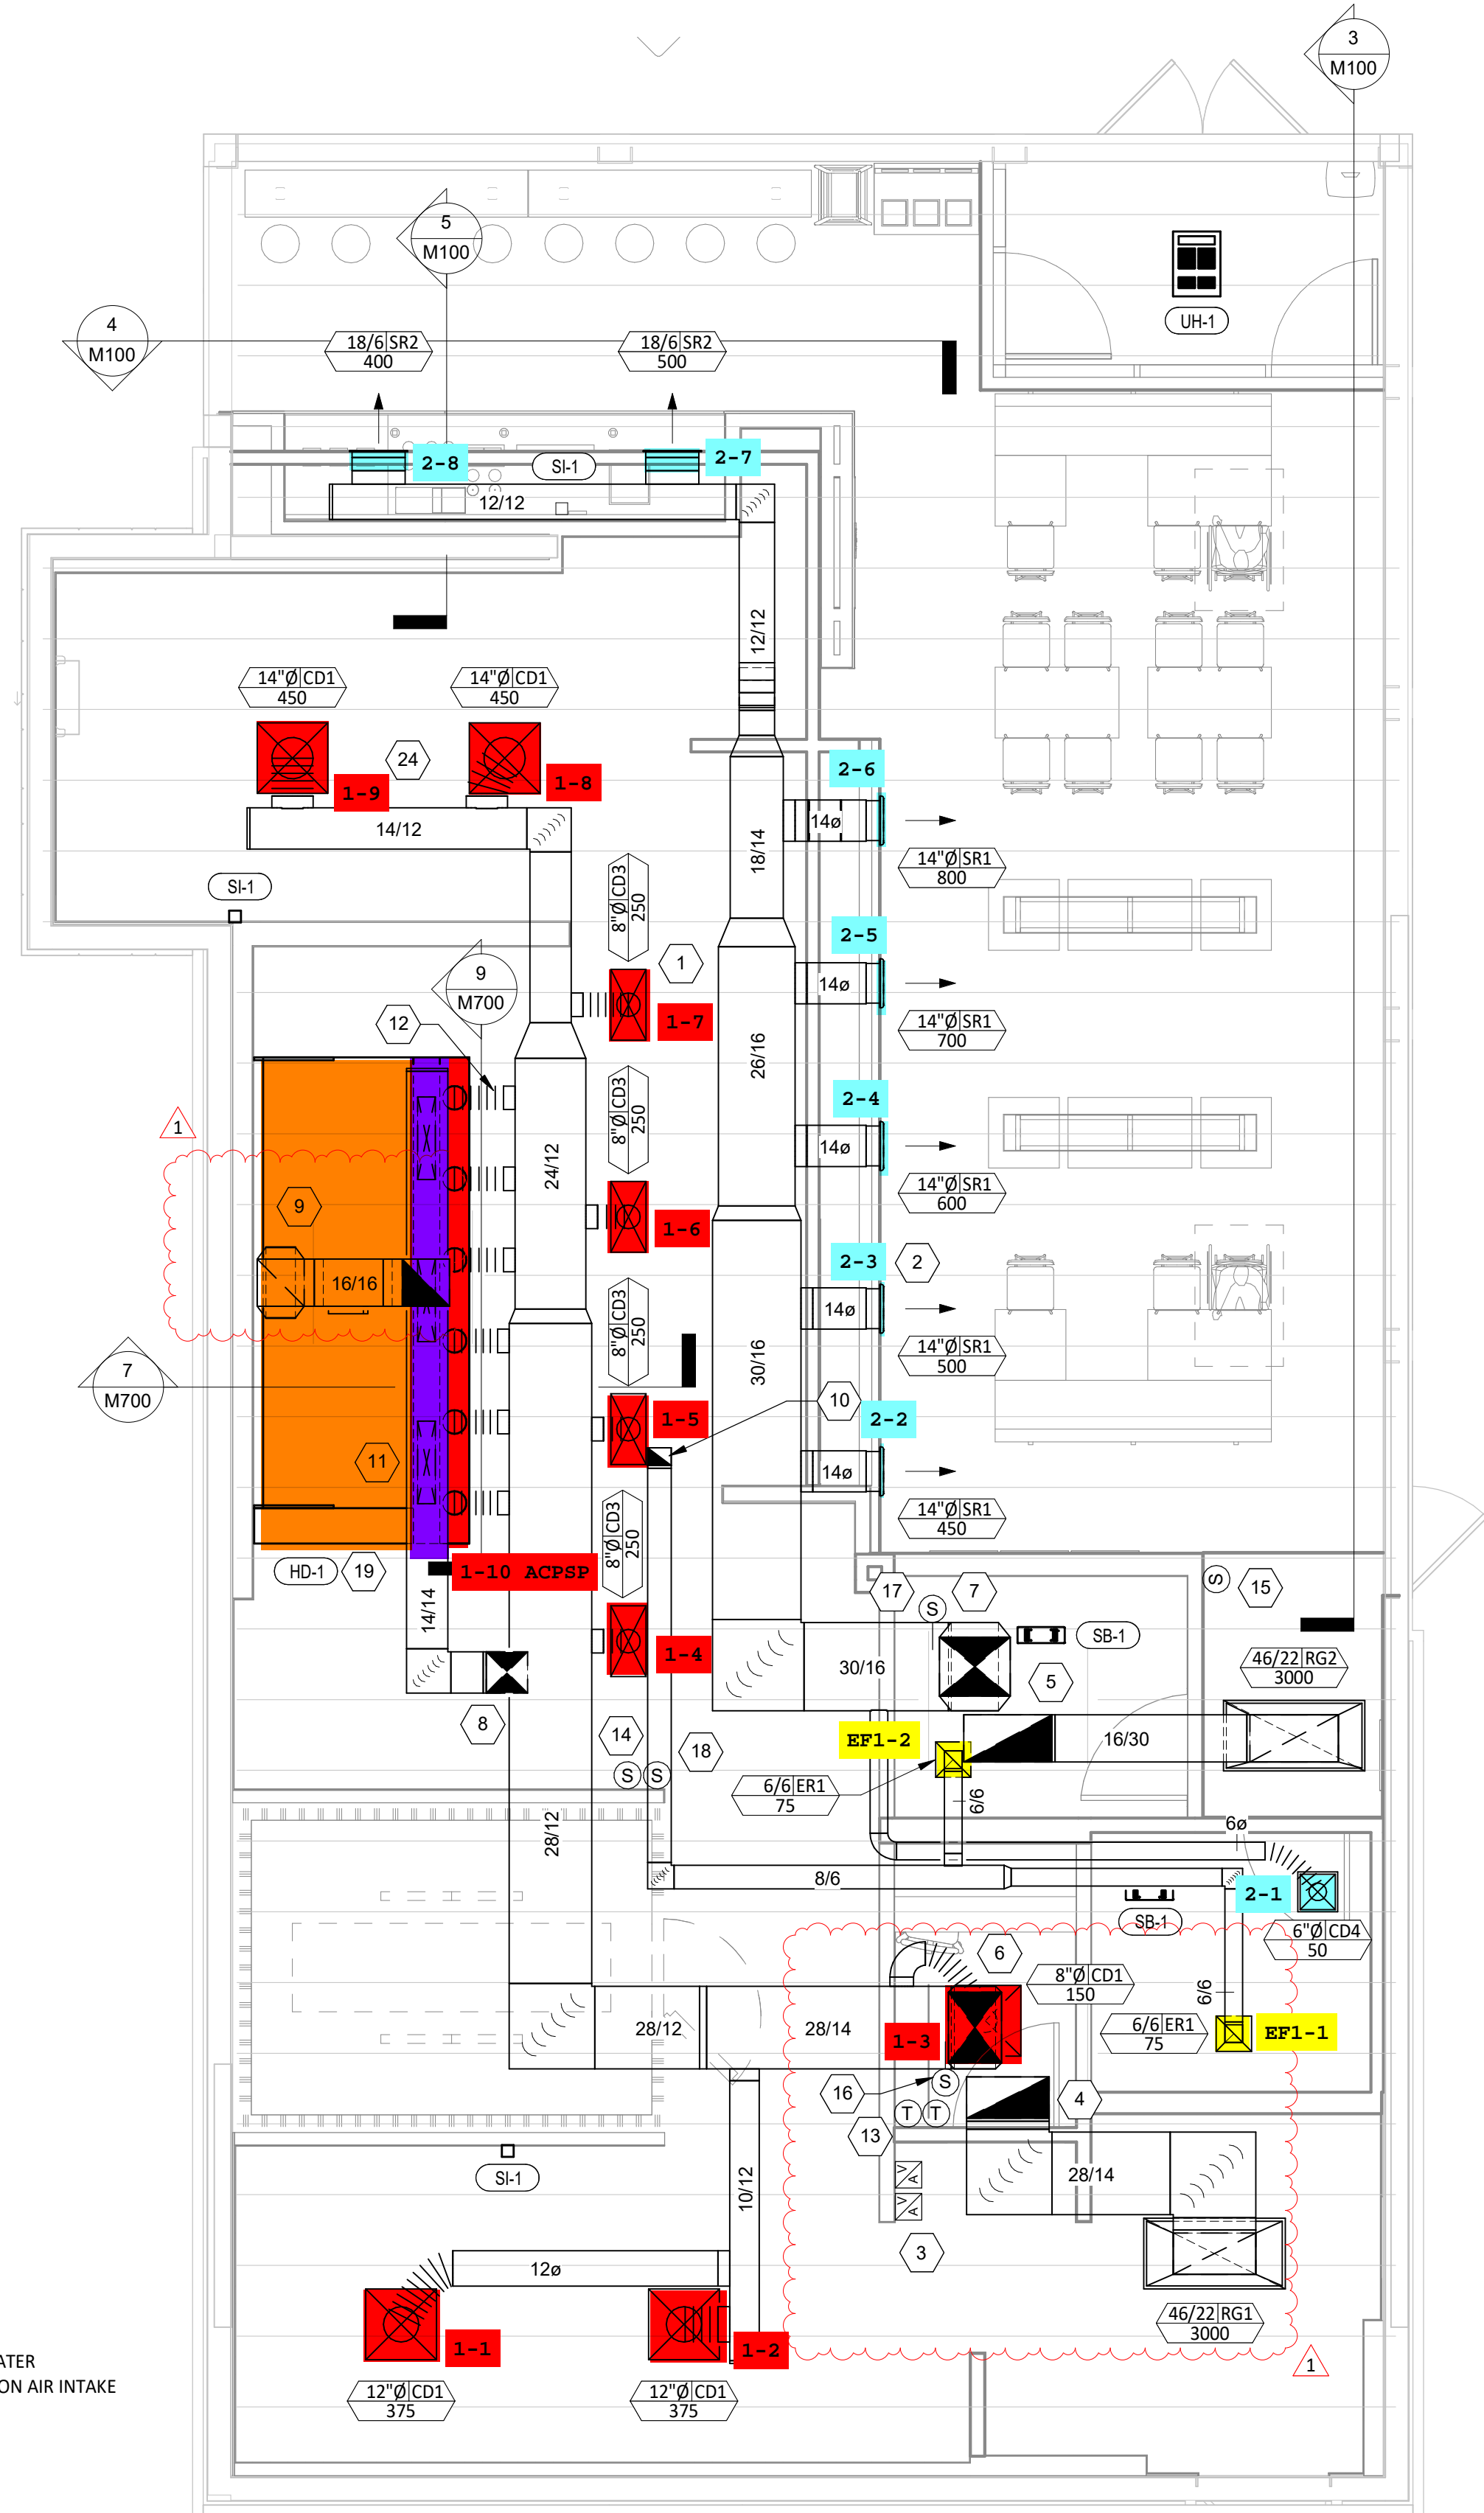 3
M100
5
M100
4
M100
18/6 SR2
400
18/6 SR2
500
UH-1
2-8
SI-1
2-7
12/12
12/12
14"Ø CD1
450
14"Ø CD1
450
24
1-9
1-8
14/12
2-6
14ø
18/14
14"Ø SR1
800
SI-1
8"Ø CD3
250
1
2-5
9
M700
14ø
12
1-7
14"Ø SR1
700
26/16
8"Ø CD3
250
2-4
1
14ø
24/12
14"Ø SR1
600
9
1-6
2-3
2
16/16
8"Ø CD3
250
14ø
30/16
14"Ø SR1
500
7
M700
10
1-5
2-2
11
14ø
8"Ø CD3
250
14"Ø SR1
450
HD-1
19
1-10 ACPSP
17
7
S
15
14/14
S
SB-1
1-4
30/16
46/22 RG2
3000
5
8
14
18
EF1-2
16/30
S
S
6/6 ER1
75
6/6
28/12
6ø
8/6
2-1
SB-1
6"Ø CD4
50
6
8"Ø CD1
150
6/6
28/12
28/14
1-3
6/6 ER1
75
EF1-1
16
S
4
T
T
13
28/14
V
A
SI-1
10/12
V
A
3
12ø
46/22 RG1
3000
1-1
1-2
1
ATER
ON AIR INTAKE
12"Ø CD1
375
12"Ø CD1
375